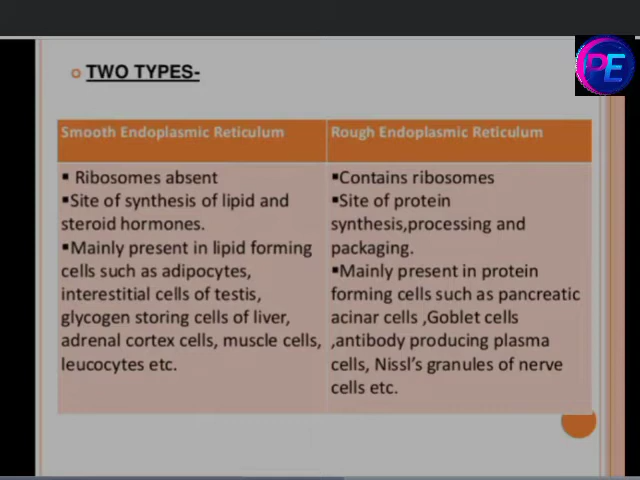 PE
TWO TYPES-
Smooth Endoplasmic Reticulum
▪ Ribosomes absent
▪Site of synthesis of lipid and
steroid hormones.
▪Mainly present in lipid forming
cells such as adipocytes,
interestitial cells of testis,
glycogen storing cells of liver,
adrenal cortex cells, muscle cells,
leucocytes etc.
Rough Endoplasmic Reticulum
▪Contains ribosomes
▪Site of protein
synthesis,processing and
packaging.
▪Mainly present in protein
forming cells such as pancreatic
acinar cells ,Goblet cells
,antibody producing plasma
cells, Nissl's granules of nerve
cells etc.